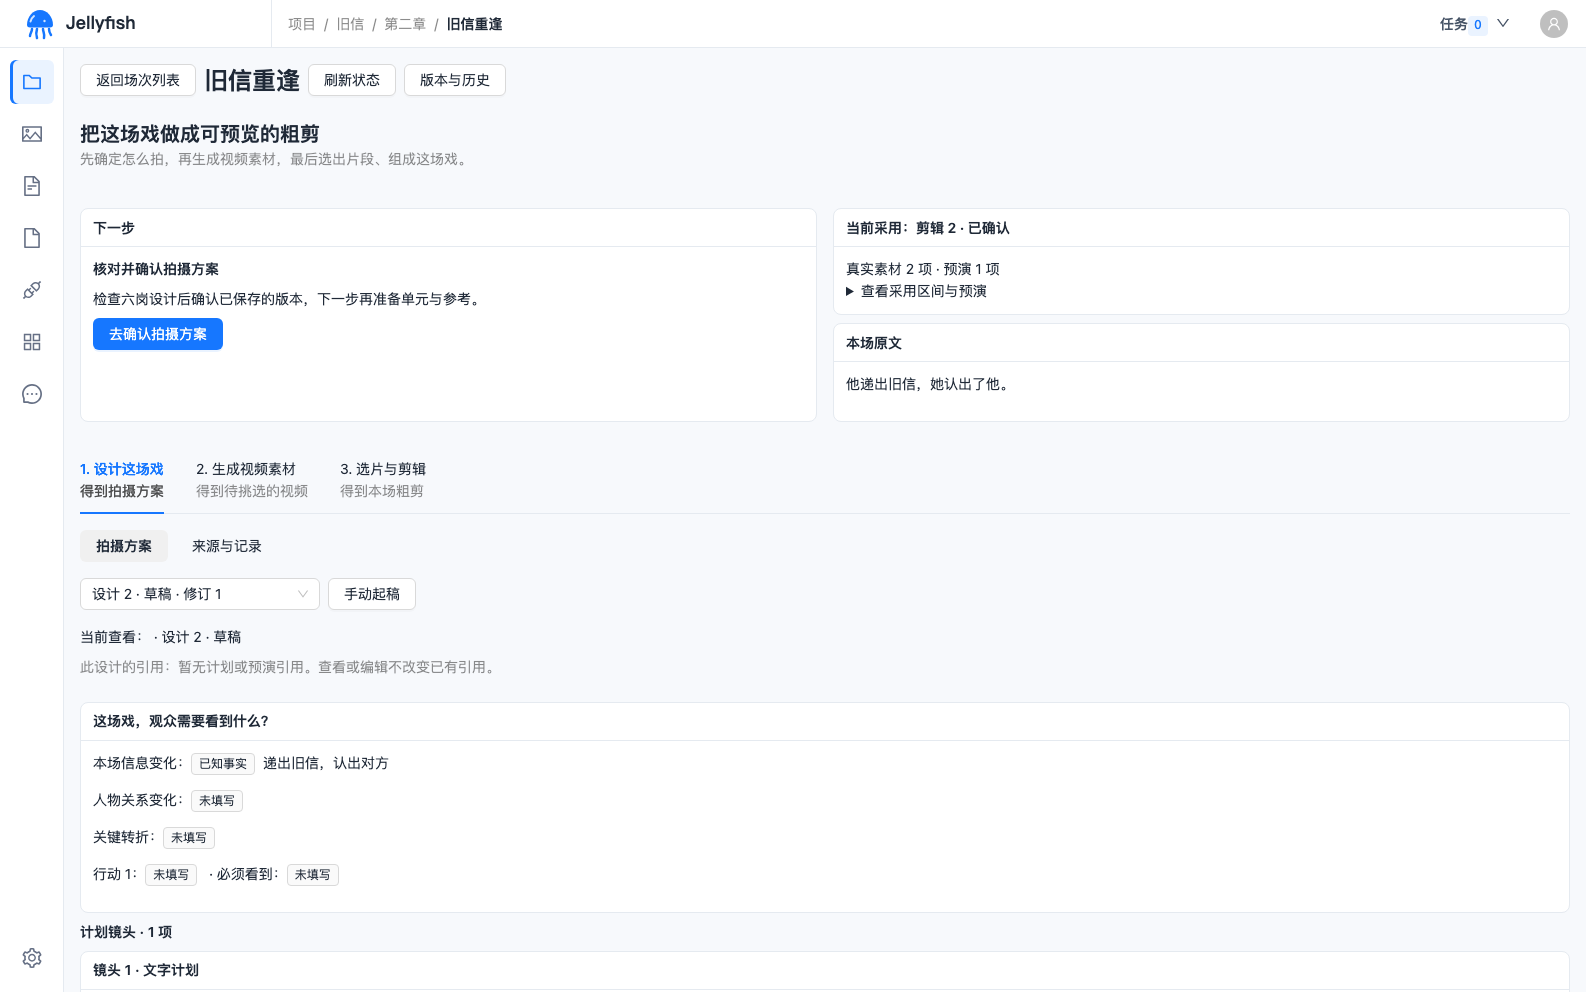 Jellyfish
项目 / 旧信 / 第二章 / 旧信重逢
任务 0
返回场次列表 旧信重逢 刷新状态 版本与历史
把这场戏做成可预览的粗剪
先确定怎么拍，再生成视频素材，最后选出片段、组成这场戏。
下一步
核对并确认拍摄方案
检查六岗设计后确认已保存的版本，下一步再准备单元与参考。
去确认拍摄方案
当前采用：剪辑 2 · 已确认
真实素材 2 项 · 预演 1 项
▶ 查看采用区间与预演
本场原文
他递出旧信，她认出了他。
1. 设计这场戏
得到拍摄方案
2. 生成视频素材
得到待挑选的视频
3. 选片与剪辑
得到本场粗剪
拍摄方案 来源与记录
设计 2 · 草稿 · 修订 1 手动起稿
当前查看： · 设计 2 · 草稿
此设计的引用：暂无计划或预演引用。查看或编辑不改变已有引用。
这场戏，观众需要看到什么？
本场信息变化： 已知事实 递出旧信，认出对方
人物关系变化： 未填写
关键转折： 未填写
行动 1： 未填写 · 必须看到： 未填写
计划镜头 · 1 项
镜头 1 · 文字计划